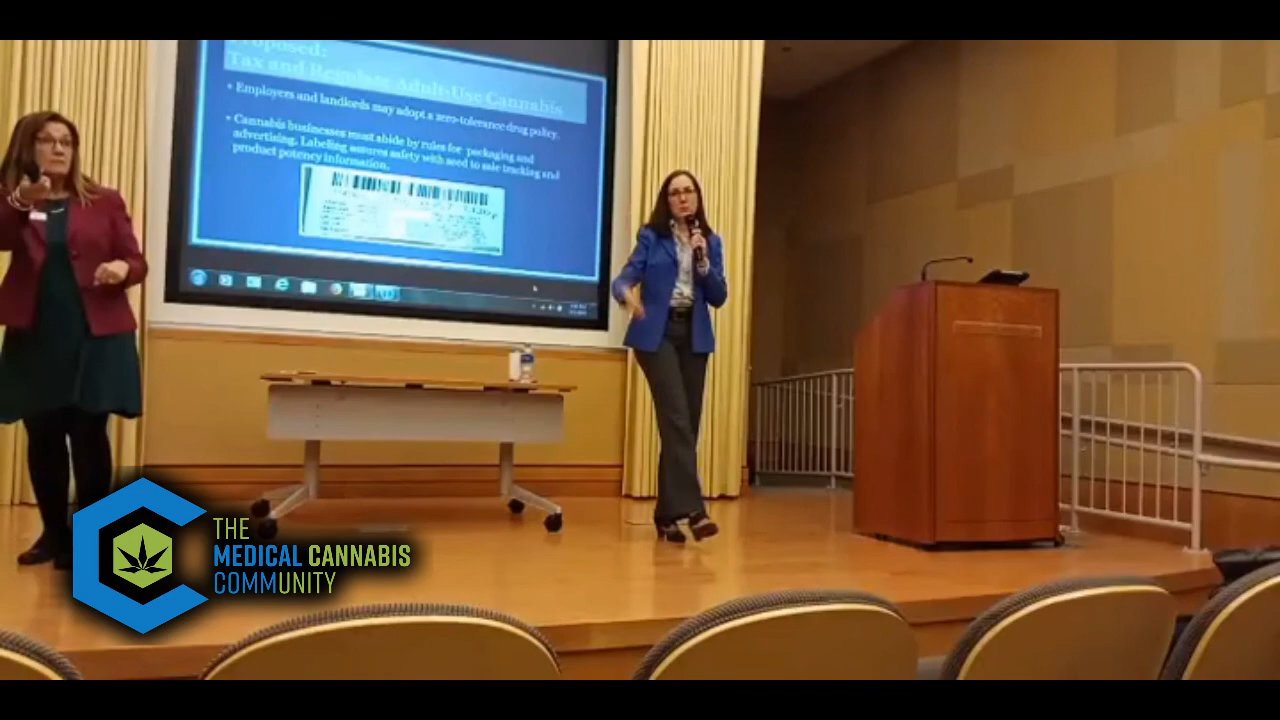 Proposed:
Tax and Regulate Adult-Use Cannabis
• Employers and landlords may adopt a zero-tolerance drug policy.
• Cannabis businesses must abide by rules for packaging and
advertising. Labeling assures safety with seed to sale tracking and
product potency information.
THE
MEDICAL CANNABIS
COMMUNITY